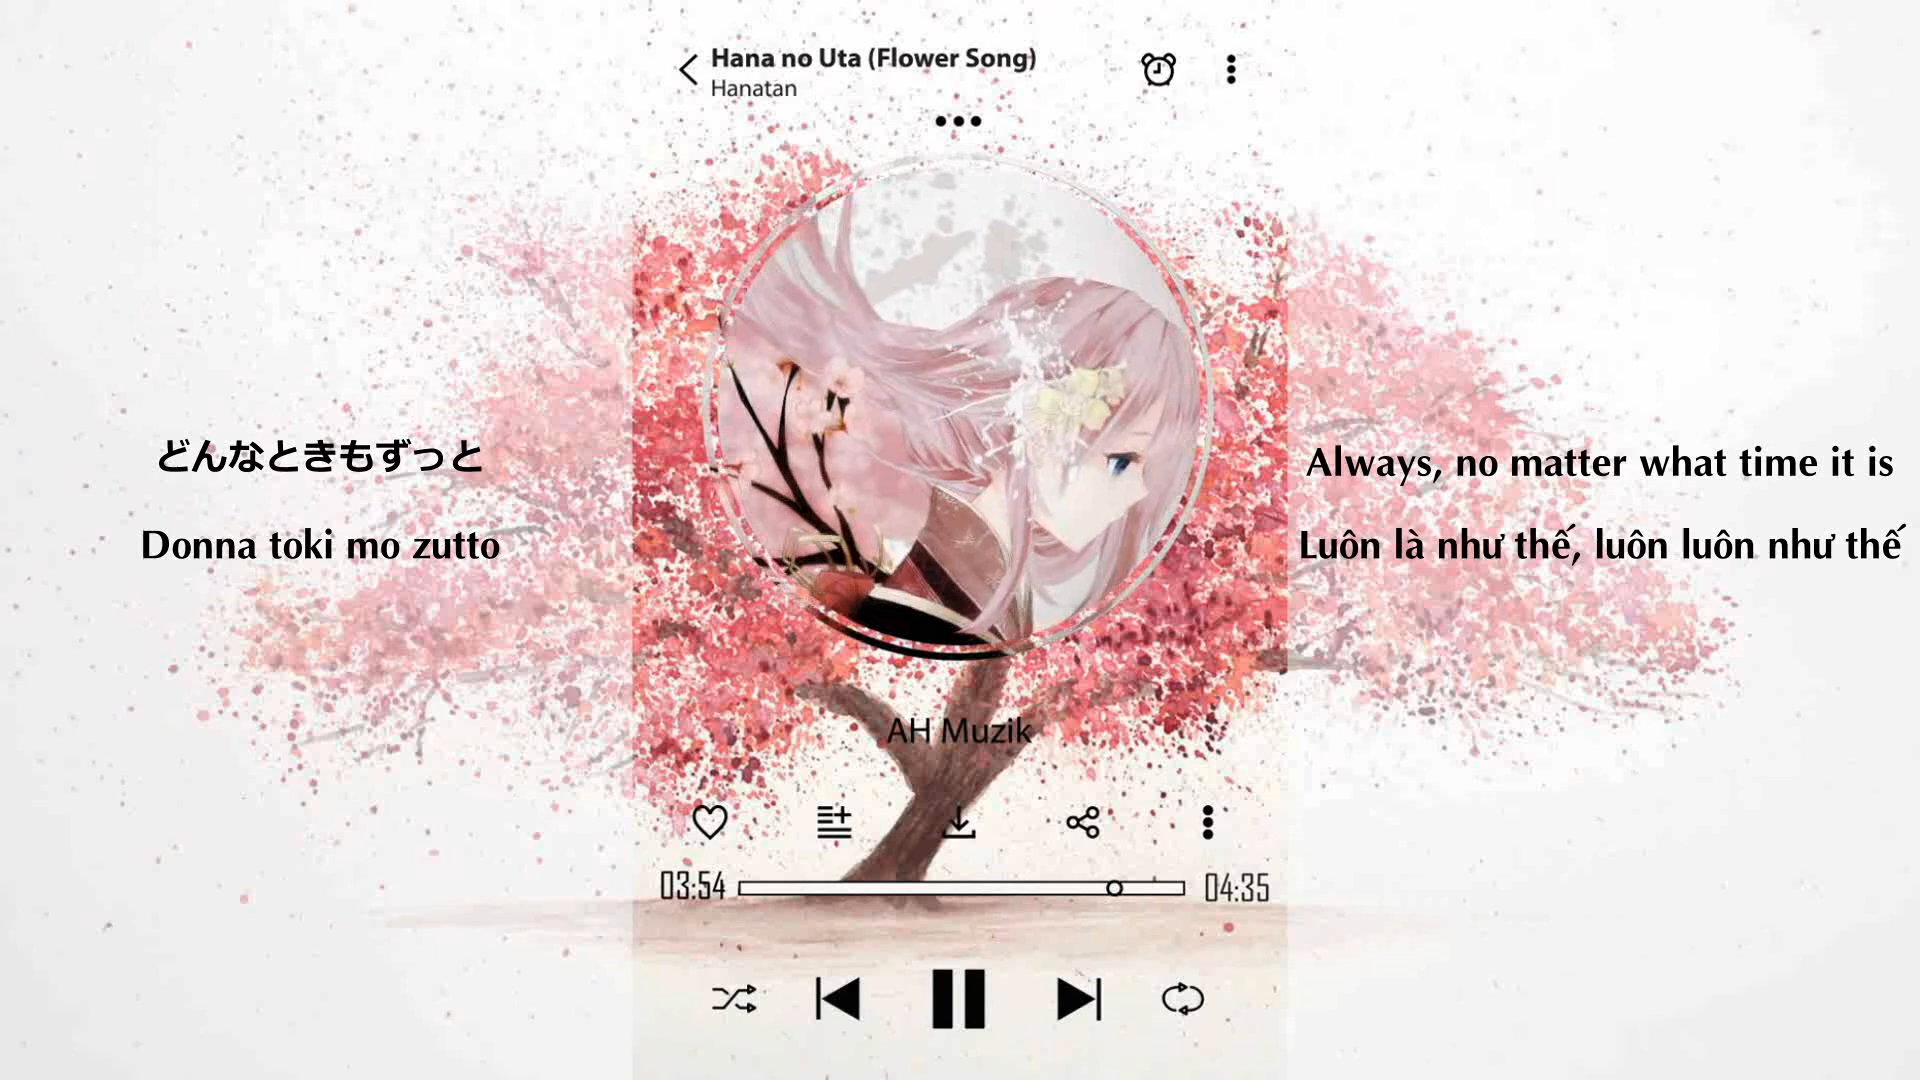 Hana no Uta (Flower Song)
Hanatan
どんなときもずっと
Donna toki mo zutto
Always, no matter what time it is
Luôn là như thế, luôn luôn như thế
AH Muzik
03:54
04:35